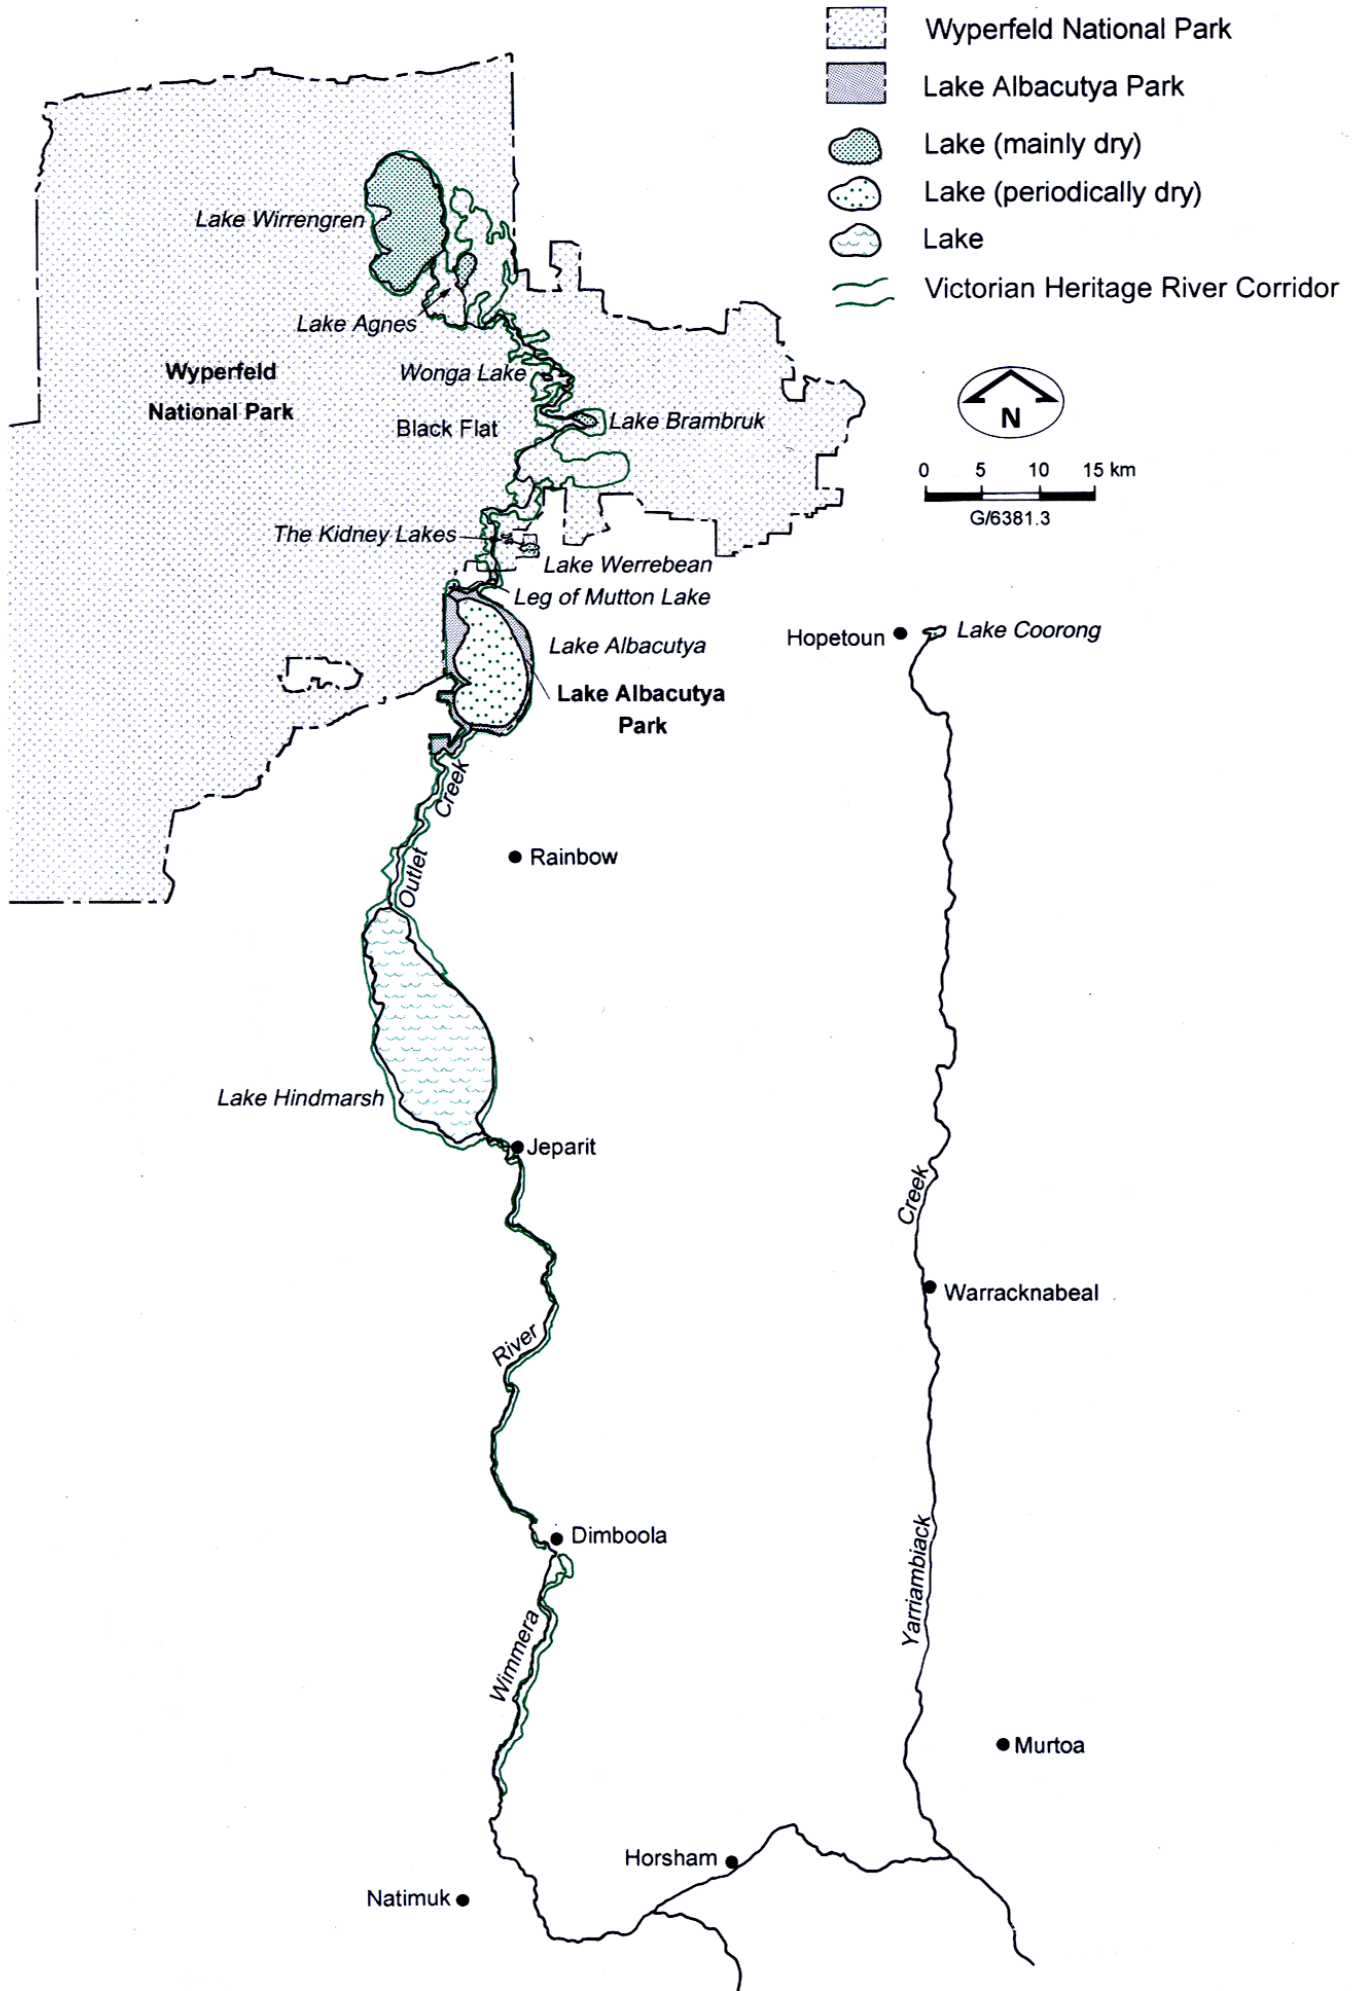 Wyperfeld National Park
Lake Albacutya Park
Lake (mainly dry)
Lake (periodically dry)
Lake
Victorian Heritage River Corridor
N
0 5 10 15 km
G/6381.3
Lake Wirrengren
Lake Agnes
Wyperfeld
National Park
Wonga Lake
Black Flat
Lake Brambruk
The Kidney Lakes
Lake Werrebean
Leg of Mutton Lake
Lake Albacutya
Lake Albacutya
Park
Hopetoun
Lake Coorong
Outlet Creek
Rainbow
Lake Hindmarsh
Jeparit
Wimmera River
Yarriambiack Creek
Warracknabeal
Dimboola
Murtoa
Horsham
Natimuk